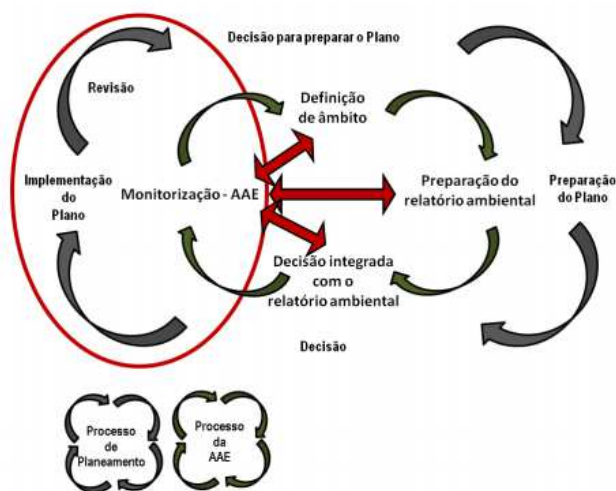 Decisão para preparar o Plano
Revisão
Definição
de âmbito
Implementação
do
Plano
Monitorização - AAE
Preparação do
relatório ambiental
Preparação
do Plano
Decisão integrada
com o
relatório ambiental
Decisão
Processo
de
Planeamento
Processo
da
AAE